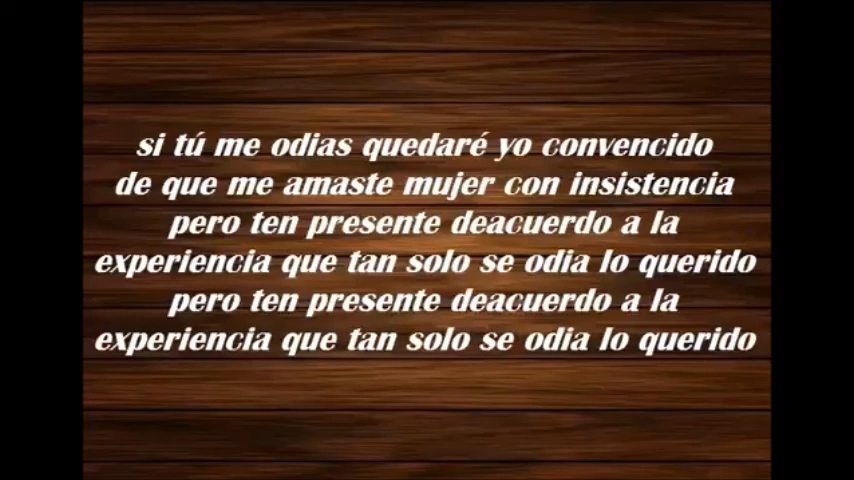 si tú me odias quedaré yo convencido
de que me amaste mujer con insistencia
pero ten presente deacuerdo a la
experiencia que tan solo se odia lo querido
pero ten presente deacuerdo a la
experiencia que tan solo se odia lo querido